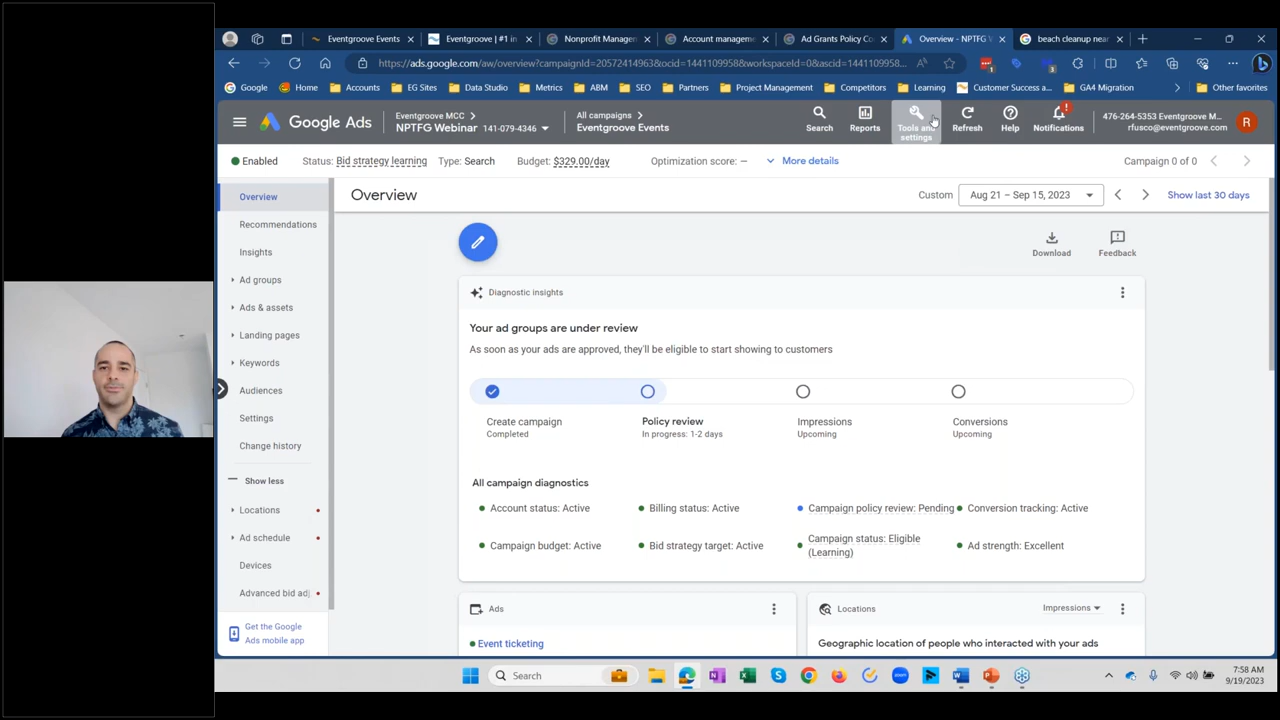 Eventgroove Events
Eventgroove | #1 in
Nonprofit Manage
Account managem
Ad Grants Policy Co
Overview - NPTFG V
beach cleanup near
https://ads.google.com/aw/overview?campaignId=20572414963&ocid=1441109958&workspaceId=0&ascid=1441109958...
Google
Home
Accounts
EG Sites
Data Studio
Metrics
ABM
SEO
Partners
Project Management
Competitors
Learning
Customer Success a...
GA4 Migration
Other favorites
Google Ads
Eventgroove MCC
NPTFG Webinar 141-079-4346
All campaigns
Eventgroove Events
Search
Reports
Tools and settings
Refresh
Help
Notifications
476-264-5353 Eventgroove M...
rfusco@eventgroove.com
R
Enabled
Status: Bid strategy learning
Type: Search
Budget: $329.00/day
Optimization score: —
More details
Campaign 0 of 0
Overview
Recommendations
Insights
Ad groups
Ads & assets
Landing pages
Keywords
Audiences
Settings
Change history
Show less
Locations
Ad schedule
Devices
Advanced bid adj.
Get the Google
Ads mobile app
Overview
Custom
Aug 21 – Sep 15, 2023
Show last 30 days
Download
Feedback
Diagnostic insights
Your ad groups are under review
As soon as your ads are approved, they'll be eligible to start showing to customers
Create campaign
Completed
Policy review
In progress: 1-2 days
Impressions
Upcoming
Conversions
Upcoming
All campaign diagnostics
Account status: Active
Billing status: Active
Campaign policy review: Pending
Conversion tracking: Active
Campaign budget: Active
Bid strategy target: Active
Campaign status: Eligible
(Learning)
Ad strength: Excellent
Ads
Event ticketing
Locations
Impressions
Geographic location of people who interacted with your ads
Search
7:58 AM
9/19/2023